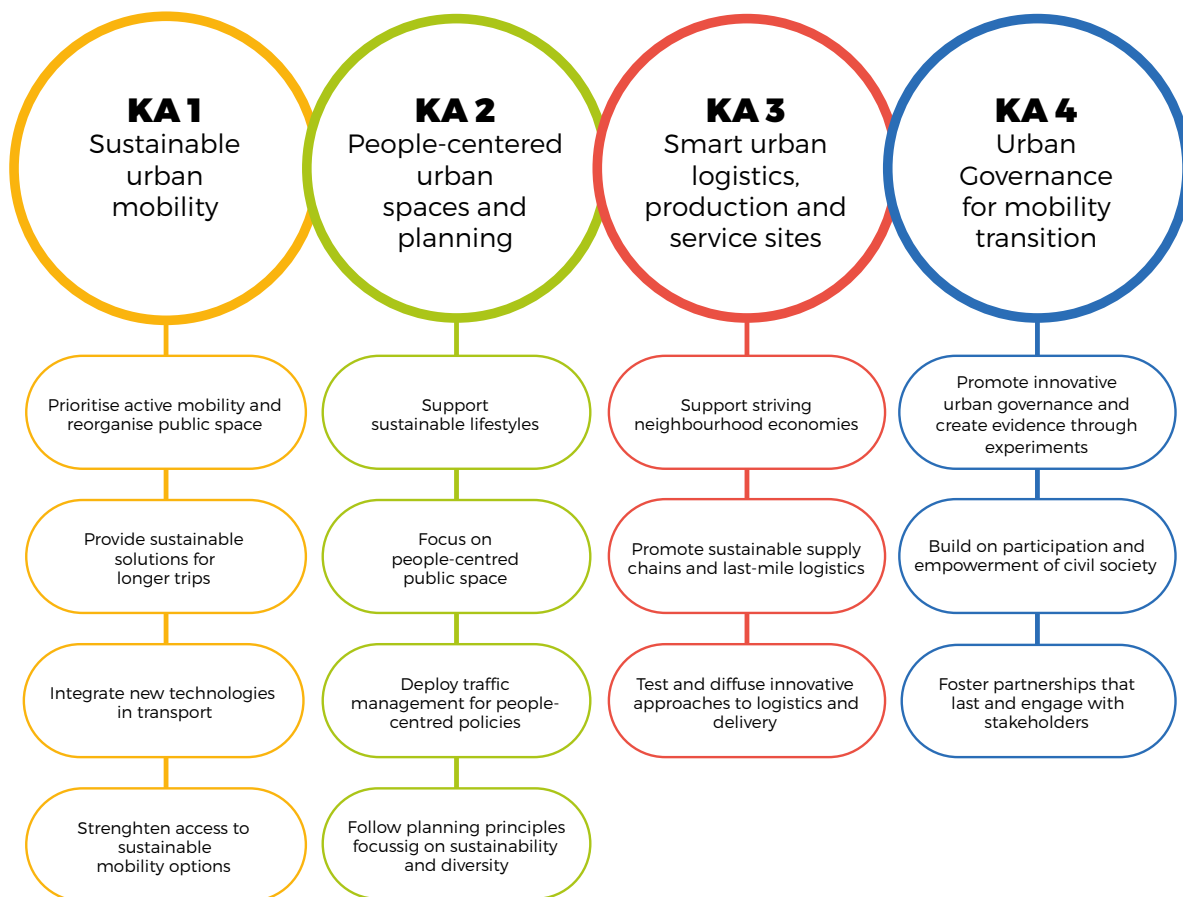 KA 1
Sustainable
urban
mobility
Prioritise active mobility and
reorganise public space
Provide sustainable
solutions for
longer trips
Integrate new technologies
in transport
Strenghten access to
sustainable
mobility options
KA 2
People-centered
urban
spaces and
planning
Support
sustainable lifestyles
Focus on
people-centred
public space
Deploy traffic
management for people-
centred policies
Follow planning principles
focussig on sustainability
and diversity
KA 3
Smart urban
logistics,
production and
service sites
Support striving
neighbourhood economies
Promote sustainable supply
chains and last-mile logistics
Test and diffuse innovative
approaches to logistics and
delivery
KA 4
Urban
Governance
for mobility
transition
Promote innovative
urban governance and
create evidence through
experiments
Build on participation and
empowerment of civil society
Foster partnerships that
last and engage with
stakeholders